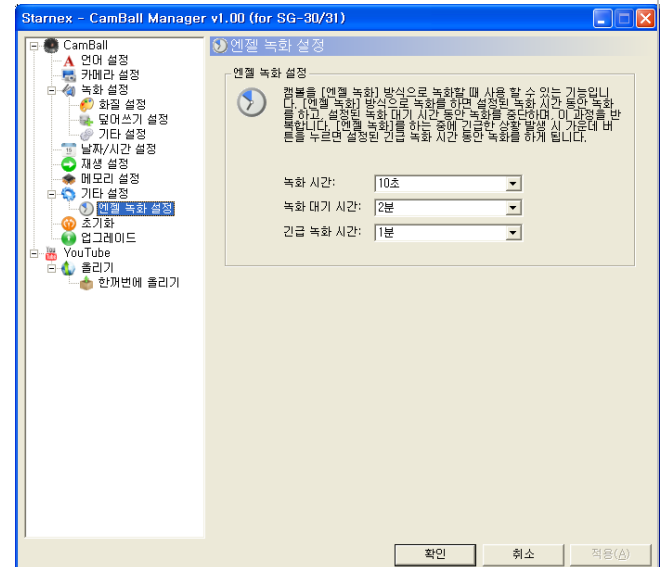 Starnex - CamBall Manager v1.00 (for SG-30/31)
CamBall
언어 설정
카메라 설정
녹화 설정
화질 설정
덮어쓰기 설정
기타 설정
날짜/시간 설정
재생 설정
메모리 설정
기타 설정
엔젤 녹화 설정
초기화
업그레이드
YouTube
올리기
한꺼번에 올리기
엔젤 녹화 설정
엔젤 녹화 설정
캠볼을 [엔젤 녹화] 방식으로 녹화할 때 사용 할 수 있는 기능입니
다. [엔젤 녹화] 방식으로 녹화를 하면 설정된 녹화 시간 동안 녹화
를 하고, 설정된 녹화 대기 시간 동안 녹화를 중단하며, 이 과정을 반
복합니다. [엔젤 녹화]를 하는 중에 긴급한 상황 발생 시 가운데 버
튼을 누르면 설정된 긴급 녹화 시간 동안 녹화를 하게 됩니다.
녹화 시간: 10초
녹화 대기 시간: 2분
긴급 녹화 시간: 1분
확인 취소 적용(A)